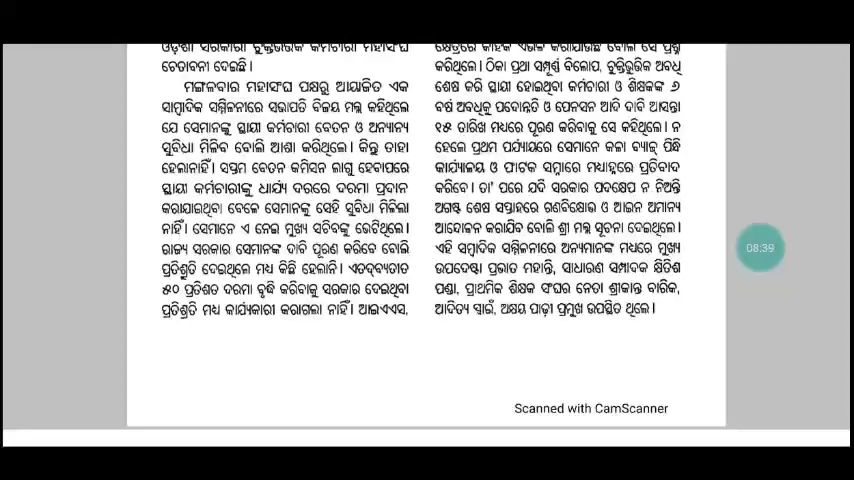 ଓଡ଼ିଶା ସରକାରୀ ଚୁକ୍ତିଭିତ୍ତିକ କର୍ମଚାରୀ ମହାସଂଘ
ଚେତାବନୀ ଦେଇଛି ।
ମଙ୍ଗଳବାର ମହାସଂଘ ପକ୍ଷରୁ ଆୟୋଜିତ ଏକ
ସାମ୍ବାଦିକ ସମ୍ମିଳନୀରେ ସଭାପତି ବିଜୟ ମଲ୍ଲ କହିଥିଲେ
ଯେ ସେମାନଙ୍କୁ ସ୍ଥାୟୀ କର୍ମଚାରୀ ବେତନ ଓ ଅନ୍ୟାନ୍ୟ
ସୁବିଧା ମିଳିବ ବୋଲି ଆଶା କରିଥିଲେ । କିନ୍ତୁ ତାହା
ହେଲାନାହିଁ । ସପ୍ତମ ବେତନ କମିସନ ଲାଗୁ ହେବାପରେ
ସ୍ଥାୟୀ କର୍ମଚାରୀଙ୍କୁ ଧାର୍ଯ୍ୟ ଦରରେ ଦରମା ପ୍ରଦାନ
କରାଯାଇଥିବା ବେଳେ ସେମାନଙ୍କୁ ସେହି ସୁବିଧା ମିଳିଲା
ନାହିଁ । ସେମାନେ ଏ ନେଇ ମୁଖ୍ୟ ସଚିବଙ୍କୁ ଭେଟିଥିଲେ ।
ରାଜ୍ୟ ସରକାର ସେମାନଙ୍କ ଦାବି ପୂରଣ କରିବେ ବୋଲି
ପ୍ରତିଶ୍ରୁତି ଦେଇଥିଲେ ମଧ୍ୟ କିଛି ହେଲାନି । ଏତଦ୍‌ବ୍ୟତୀତ
୫୦ ପ୍ରତିଶତ ଦରମା ବୃଦ୍ଧି କରିବାକୁ ସରକାର ଦେଇଥିବା
ପ୍ରତିଶ୍ରୁତି ମଧ୍ୟ କାର୍ଯ୍ୟକାରୀ କରାଗଲା ନାହିଁ । ଆଇଏଏସ,
କ୍ଷେତ୍ରରେ କାହିଁକି ଏଭଳି କରାଯାଉଛି ବୋଲି ସେ ପ୍ରଶ୍ନ
କରିଥିଲେ । ଠିକା ପ୍ରଥା ସମ୍ପୂର୍ଣ୍ଣ ବିଲୋପ, ଚୁକ୍ତିଭିତ୍ତିକ ଅବଧି
ଶେଷ କରି ସ୍ଥାୟୀ ହୋଇଥିବା କର୍ମଚାରୀ ଓ ଶିକ୍ଷକଙ୍କ ୬
ବର୍ଷ ଅବଧିକୁ ପଦୋନ୍ନତି ଓ ପେନସନ ଆଦି ଦାବି ଆସନ୍ତା
୧୫ ତାରିଖ ମଧ୍ୟରେ ପୂରଣ କରିବାକୁ ସେ କହିଥିଲେ । ନ
ହେଲେ ପ୍ରଥମ ପର୍ଯ୍ୟାୟରେ ସେମାନେ କଳା ବ୍ୟାଜ୍ ପିନ୍ଧି
କାର୍ଯ୍ୟାଳୟ ଓ ଫାଟକ ସମ୍ମୁଖରେ ମଧ୍ୟାହ୍ନରେ ପ୍ରତିବାଦ
କରିବେ । ତା' ପରେ ଯଦି ସରକାର ପଦକ୍ଷେପ ନ ନିଅନ୍ତି
ଅଗଷ୍ଟ ଶେଷ ସପ୍ତାହରେ ଗଣବିକ୍ଷୋଭ ଓ ଆଇନ ଅମାନ୍ୟ
ଆନ୍ଦୋଳନ କରାଯିବ ବୋଲି ଶ୍ରୀ ମଲ୍ଲ ସୂଚନା ଦେଇଥିଲେ ।
ଏହି ସମ୍ବାଦିକ ସମ୍ମିଳନୀରେ ଅନ୍ୟମାନଙ୍କ ମଧ୍ୟରେ ମୁଖ୍ୟ
ଉପଦେଷ୍ଟା ପ୍ରଭାତ ମହାନ୍ତି, ସାଧାରଣ ସମ୍ପାଦକ କ୍ଷିତିଶ
ପଣ୍ଡା, ପ୍ରାଥମିକ ଶିକ୍ଷକ ସଂଘର ନେତା ଶ୍ରୀକାନ୍ତ ବାରିକ,
ଆଦିତ୍ୟ ସ୍ବାଇଁ, ଅକ୍ଷୟ ପାତ୍ରୀ ପ୍ରମୁଖ ଉପସ୍ଥିତ ଥିଲେ ।
08:39
Scanned with CamScanner